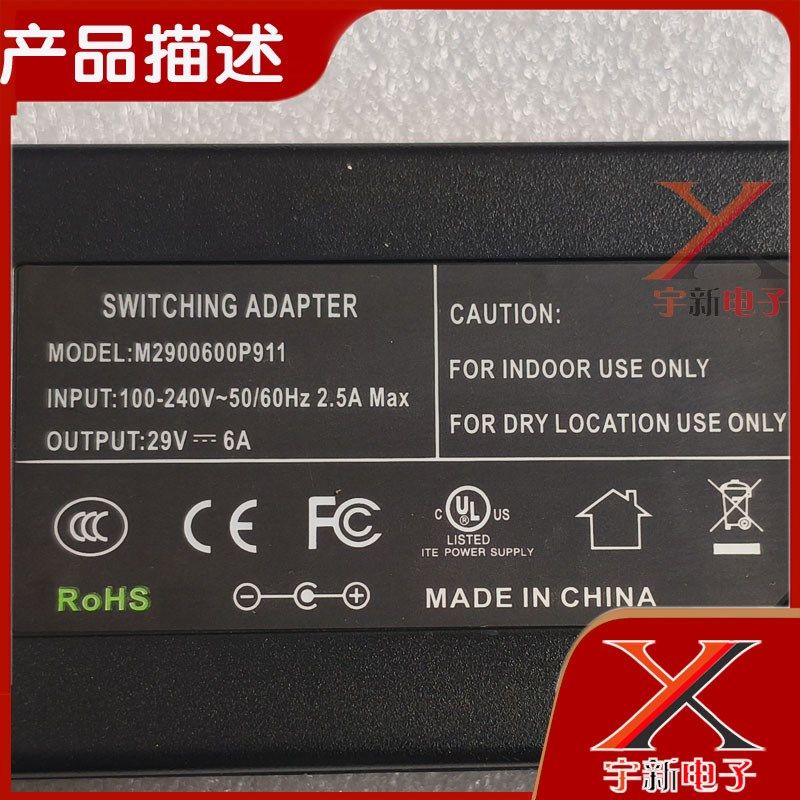 产品描述
宇新电子
SWITCHING ADAPTER
MODEL:M2900600P911
INPUT:100-240V~50/60Hz 2.5A Max
OUTPUT:29V⎓6A
CAUTION:
FOR INDOOR USE ONLY
FOR DRY LOCATION USE ONLY
CCC
CE
FC
C UL US
LISTED
ITE POWER SUPPLY
RoHS
MADE IN CHINA
宇新电子